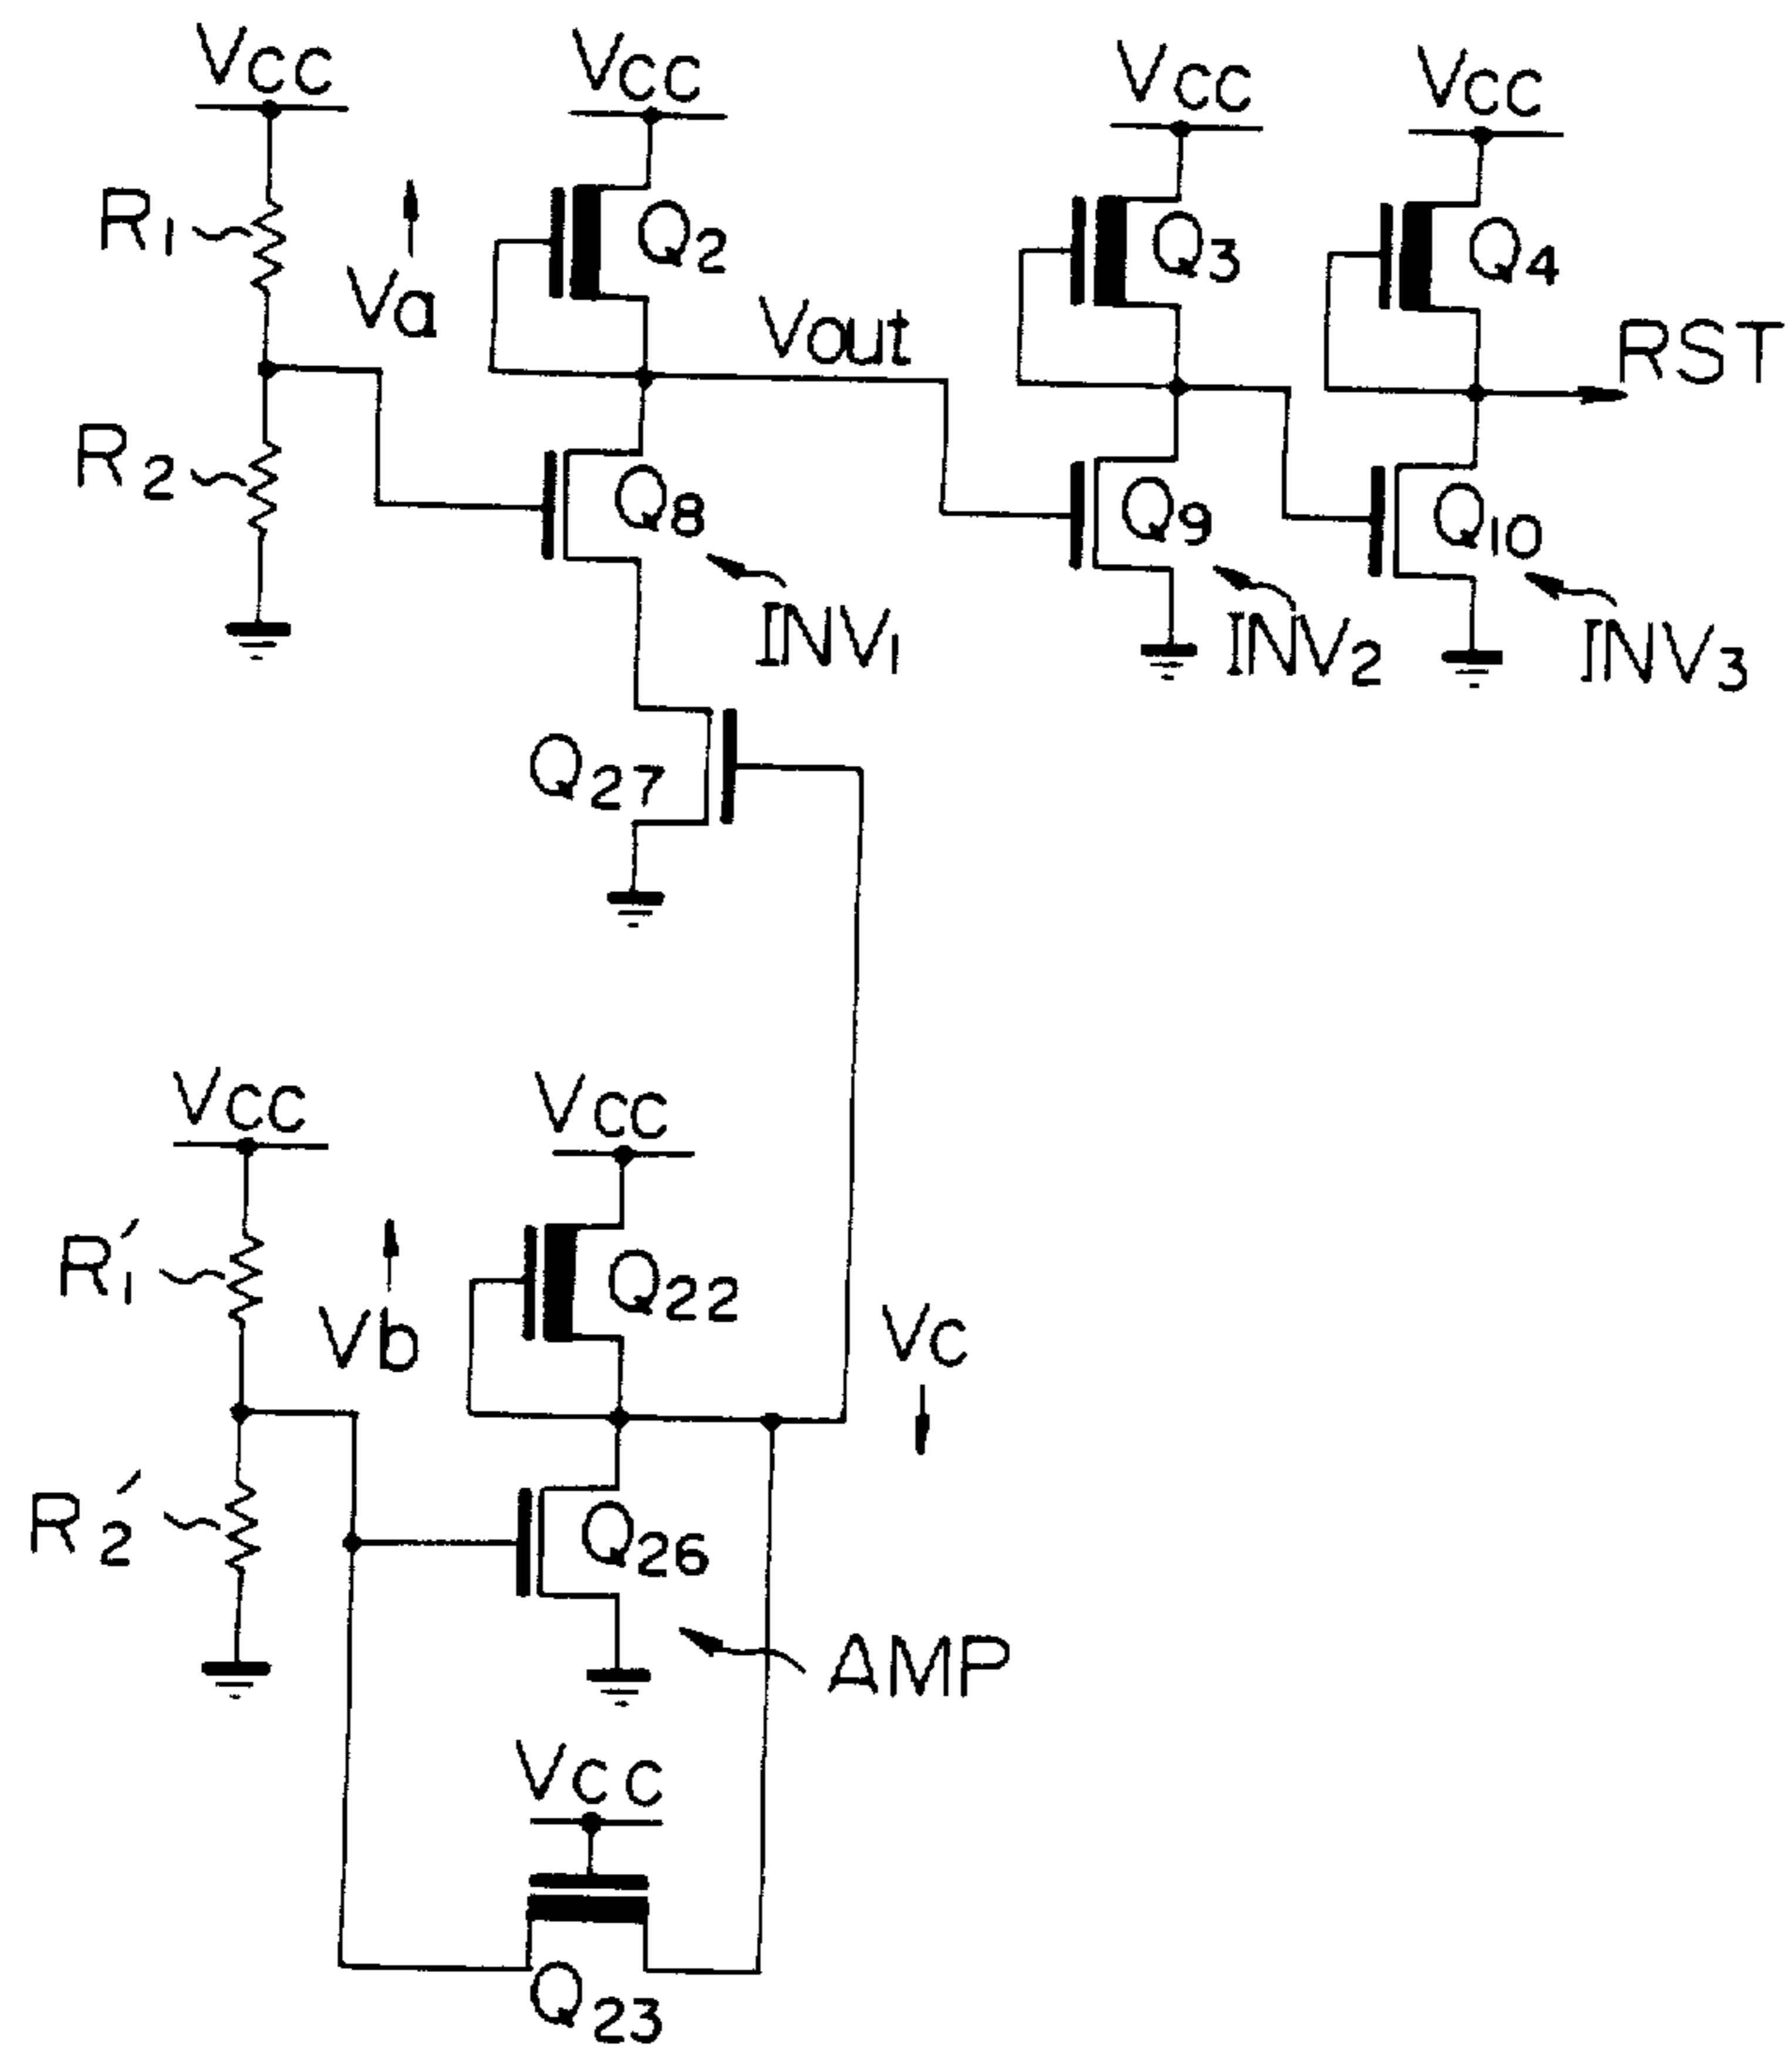 Vcc Vcc Vcc Vcc
R1 Va Q2 Q3 Q4
Vout RST
R2 Q8 Q9 Q10
INV1 INV2 INV3
Q27
Vcc Vcc
R1' Vb Q22 Vc
R2' Q26
AMP
Vcc
Q23